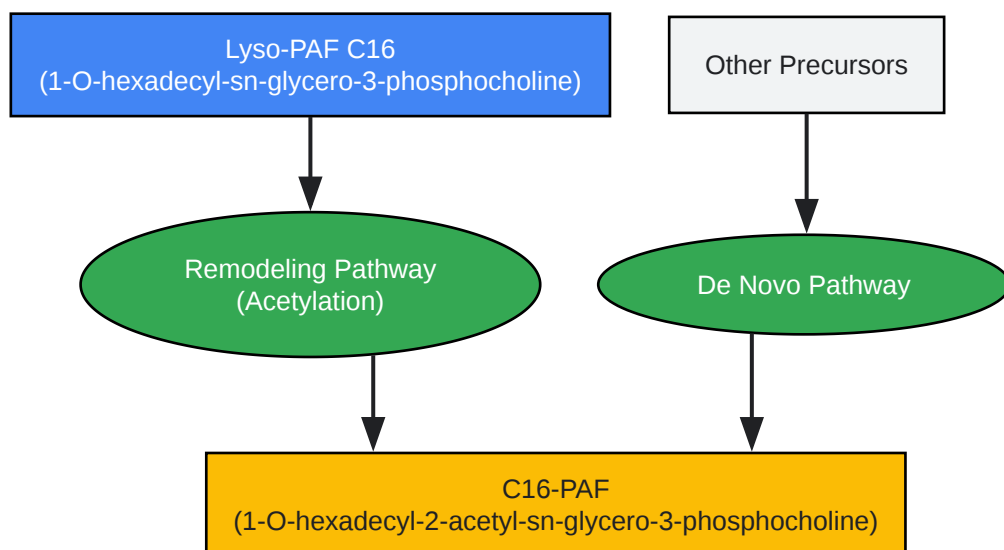 Lyso-PAF C16
(1-O-hexadecyl-sn-glycero-3-phosphocholine)
Other Precursors
Remodeling Pathway
(Acetylation)
De Novo Pathway
C16-PAF
(1-O-hexadecyl-2-acetyl-sn-glycero-3-phosphocholine)